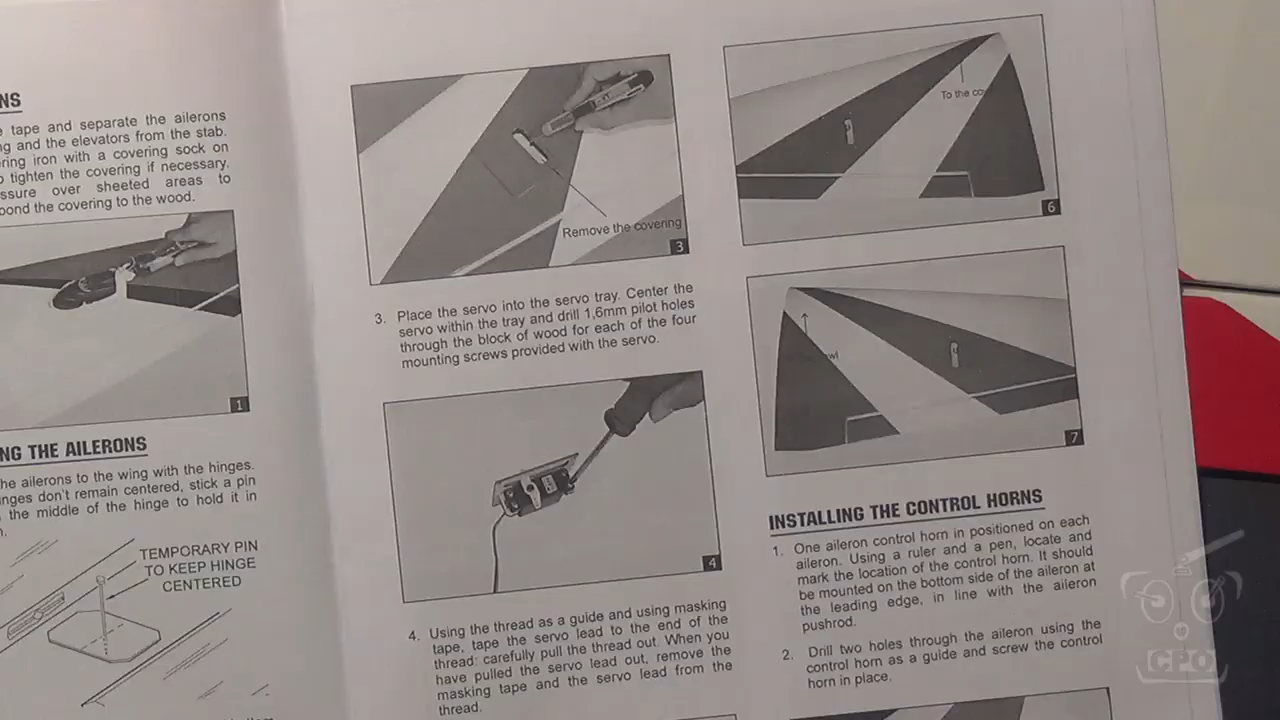 NS
tape and separate the ailerons
and the elevators from the stab.
iron with a covering sock on
tighten the covering if necessary.
over sheeted areas to
the covering to the wood.
1
NG THE AILERONS
ailerons to the wing with the hinges.
don't remain centered, stick a pin
the middle of the hinge to hold it in
TEMPORARY PIN
TO KEEP HINGE
CENTERED
Remove the covering
3
3. Place the servo into the servo tray. Center the
servo within the tray and drill 1,6mm pilot holes
through the block of wood for each of the four
mounting screws provided with the servo.
4
4. Using the thread as a guide and using masking
tape, tape the servo lead to the end of the
thread: carefully pull the thread out. When you
have pulled the servo lead out, remove the
masking tape and the servo lead from the
thread.
To the
6
7
INSTALLING THE CONTROL HORNS
1. One aileron control horn in positioned on each
aileron. Using a ruler and a pen, locate and
mark the location of the control horn. It should
be mounted on the bottom side of the aileron at
the leading edge, in line with the aileron
pushrod.
2. Drill two holes through the aileron using the
control horn as a guide and screw the control
horn in place.
CPO